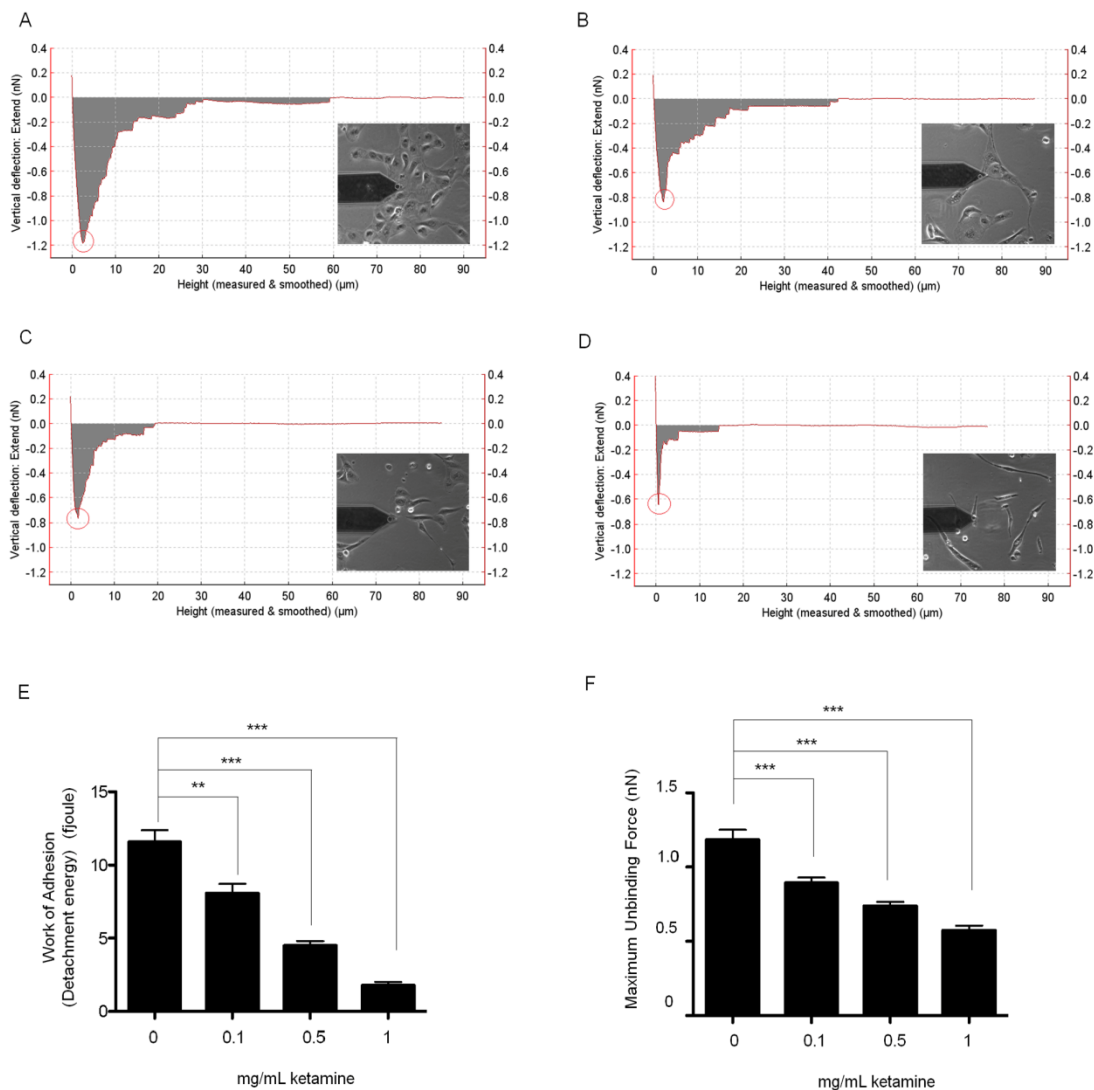 A
0.4 0.4
0.2 0.2
0.0 0.0
-0.2 -0.2
-0.4 -0.4
-0.6 -0.6
-0.8 -0.8
-1.0 -1.0
-1.2 -1.2
Vertical deflection: Extend (nN)
0 10 20 30 40 50 60 70 80 90
Height (measured & smoothed) (µm)
B
0.4 0.4
0.2 0.2
0.0 0.0
-0.2 -0.2
-0.4 -0.4
-0.6 -0.6
-0.8 -0.8
-1.0 -1.0
-1.2 -1.2
Vertical deflection: Extend (nN)
0 10 20 30 40 50 60 70 80 90
Height (measured & smoothed) (µm)
C
0.4 0.4
0.2 0.2
0.0 0.0
-0.2 -0.2
-0.4 -0.4
-0.6 -0.6
-0.8 -0.8
-1.0 -1.0
-1.2 -1.2
Vertical deflection: Extend (nN)
0 10 20 30 40 50 60 70 80 90
Height (measured & smoothed) (µm)
D
0.4 0.4
0.2 0.2
0.0 0.0
-0.2 -0.2
-0.4 -0.4
-0.6 -0.6
-0.8 -0.8
-1.0 -1.0
-1.2 -1.2
Vertical deflection: Extend (nN)
0 10 20 30 40 50 60 70 80 90
Height (measured & smoothed) (µm)
E
***
***
**
15
10
5
0
Work of Adhesion
(Detachment energy) (fjoule)
0 0.1 0.5 1
mg/mL ketamine
F
***
***
***
1.5
1.0
0.5
0
Maximum Unbinding Force (nN)
0 0.1 0.5 1
mg/mL ketamine